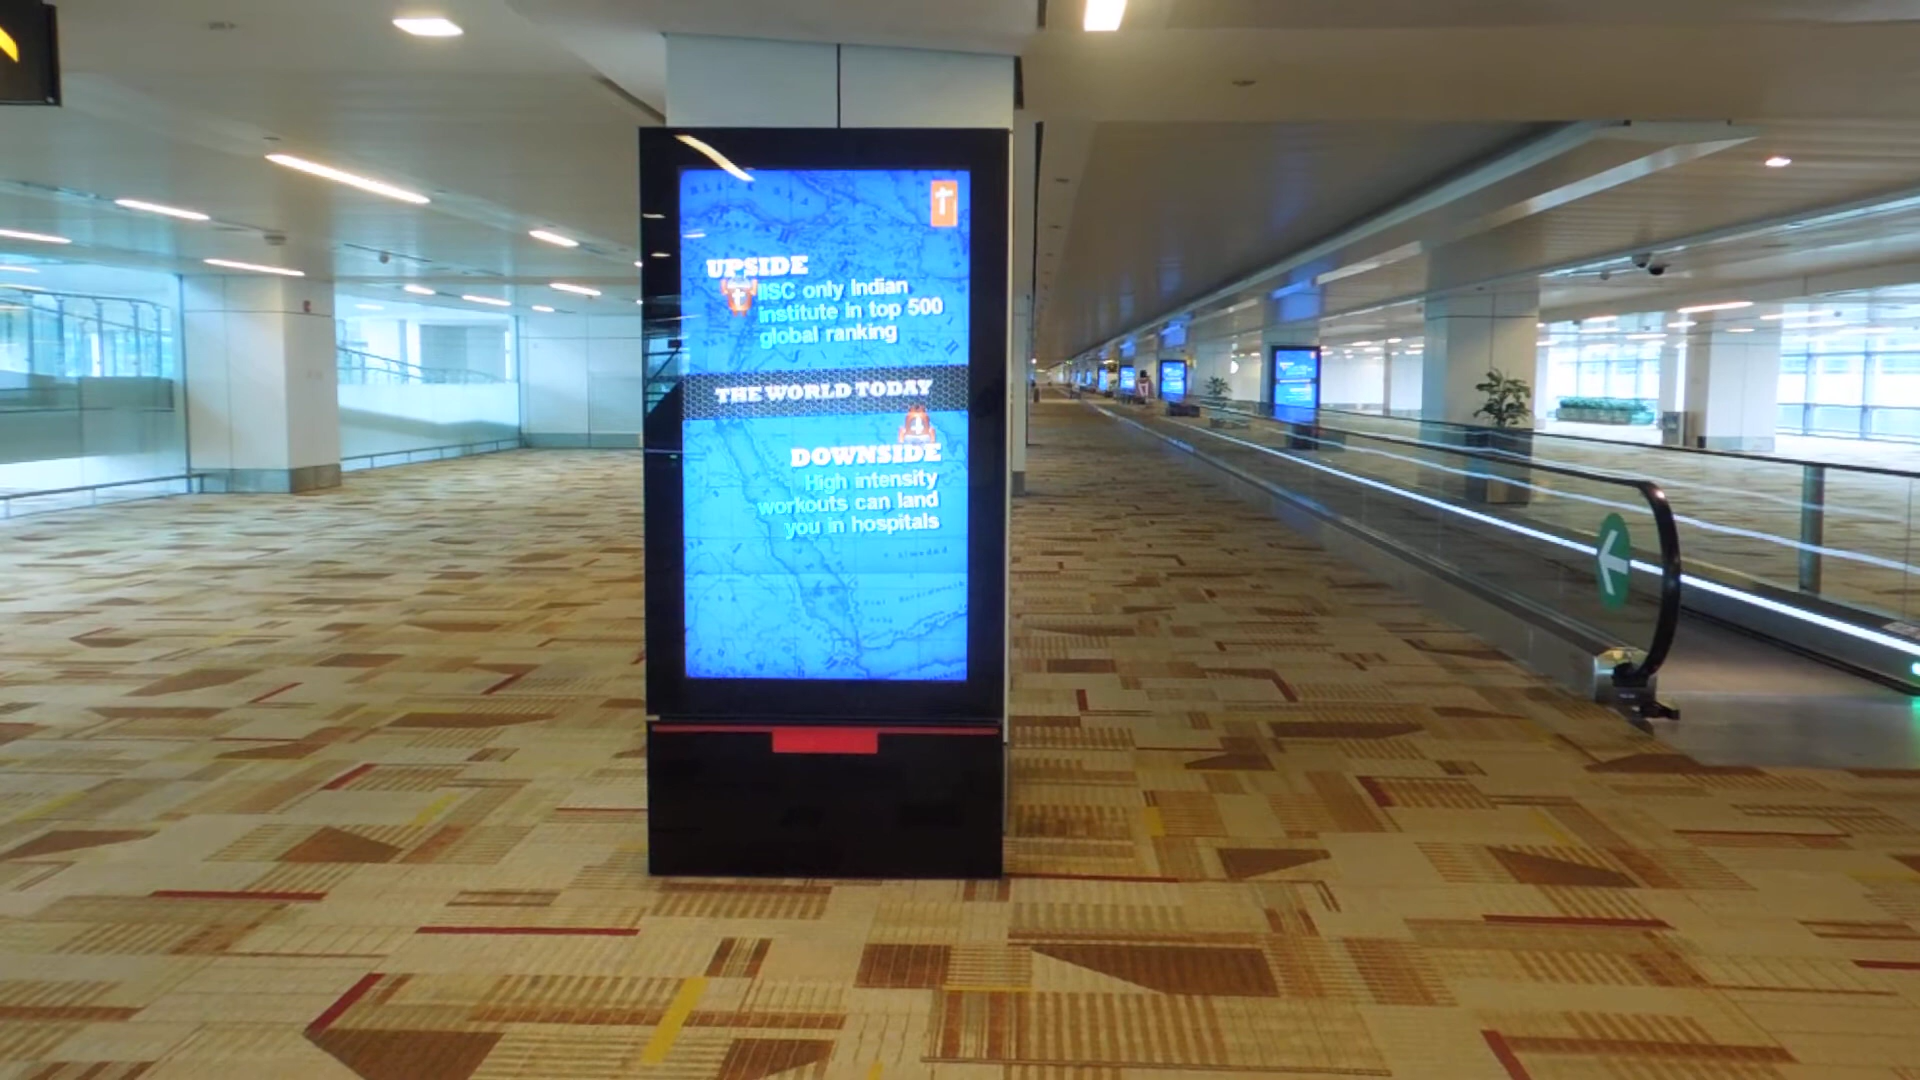 UPSIDE
IISC only Indian
institute in top 500
global ranking
THE WORLD TODAY
DOWNSIDE
High intensity
workouts can land
you in hospitals